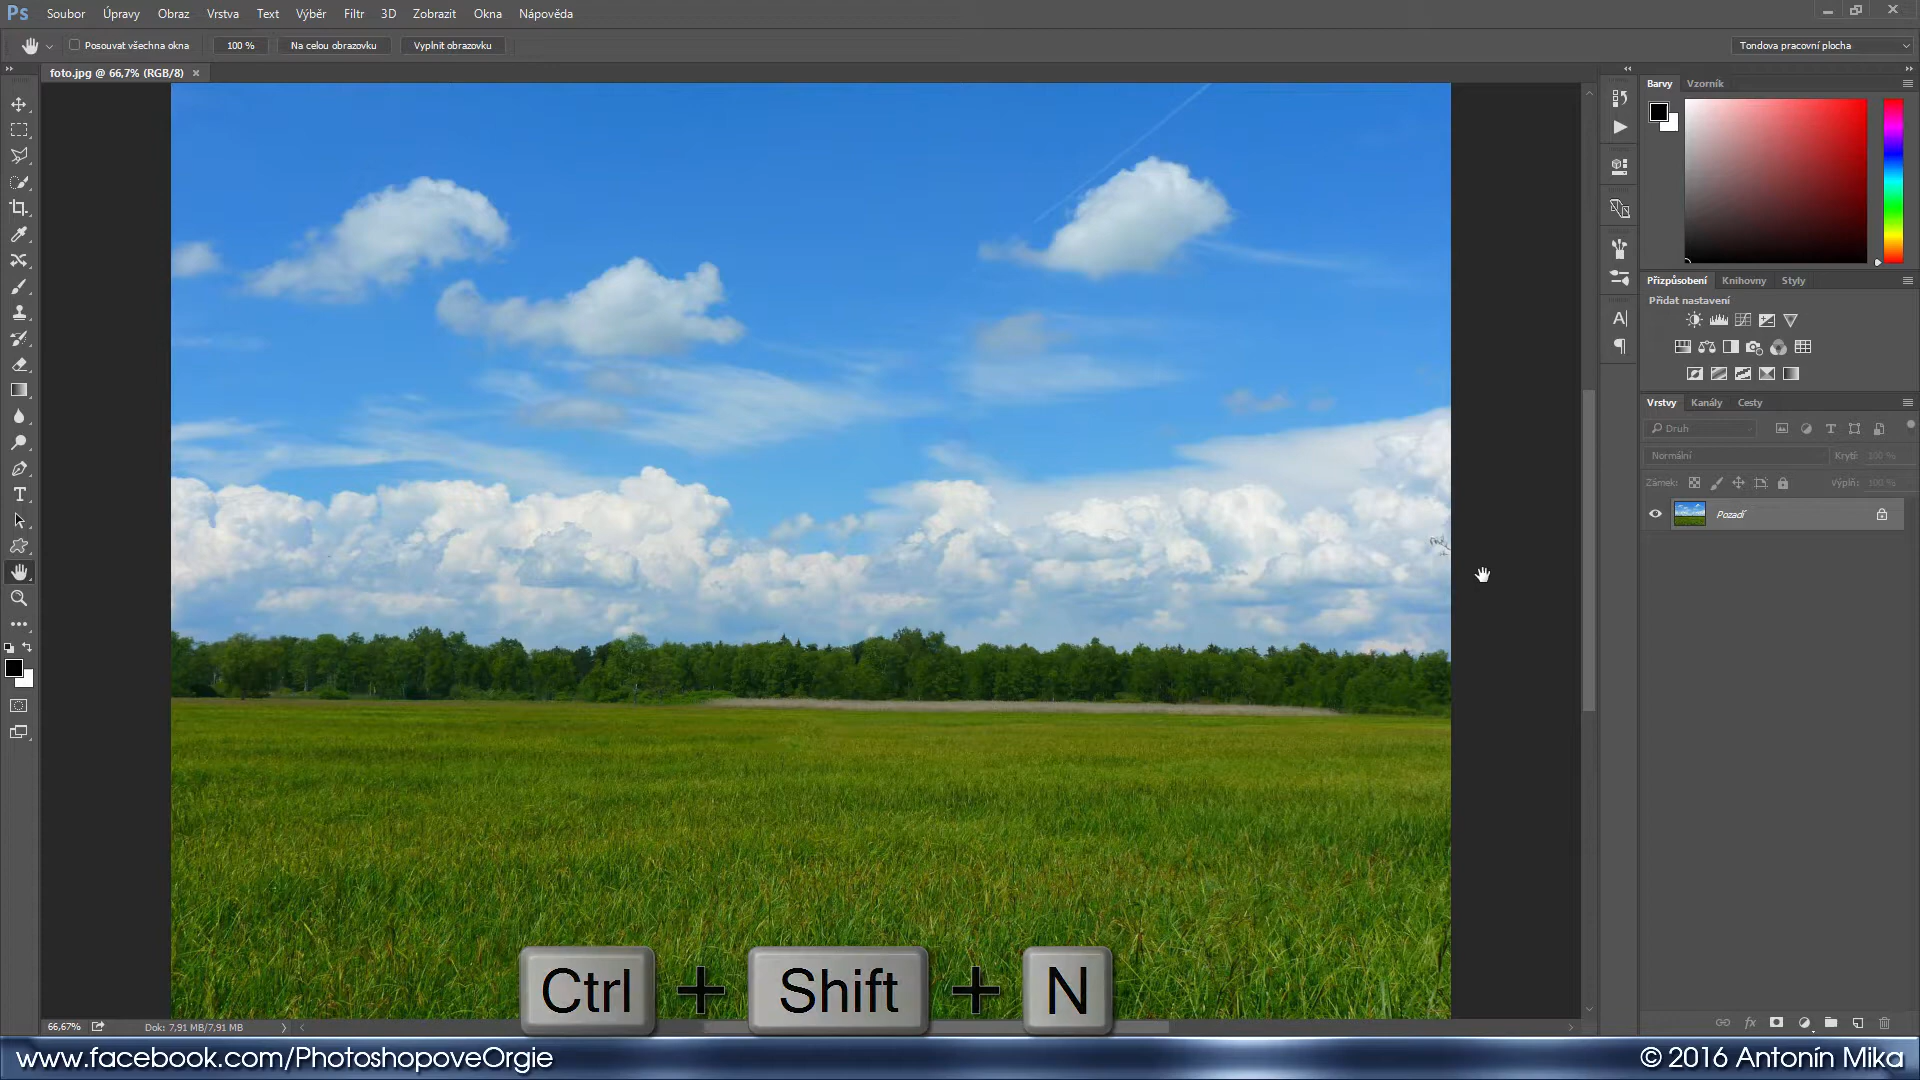 Ps Soubor Úpravy Obraz Vrstva Text Výběr Filtr 3D Zobrazit Okna Nápověda
Posouvat všechna okna 100 % Na celou obrazovku Vyplnit obrazovku Tondova pracovní plocha
foto.jpg @ 66,7% (RGB/8) ×
Barvy Vzorník
Přizpůsobení Knihovny Styly
Přidat nastavení
Vrstvy Kanály Cesty
Druh
Normální Krytí: 100 %
Zámek: Výplň: 100 %
Pozadí
Ctrl + Shift + N
66,67% Dok: 7,91 MB/7,91 MB
www.facebook.com/PhotoshopoveOrgie © 2016 Antonín Mika